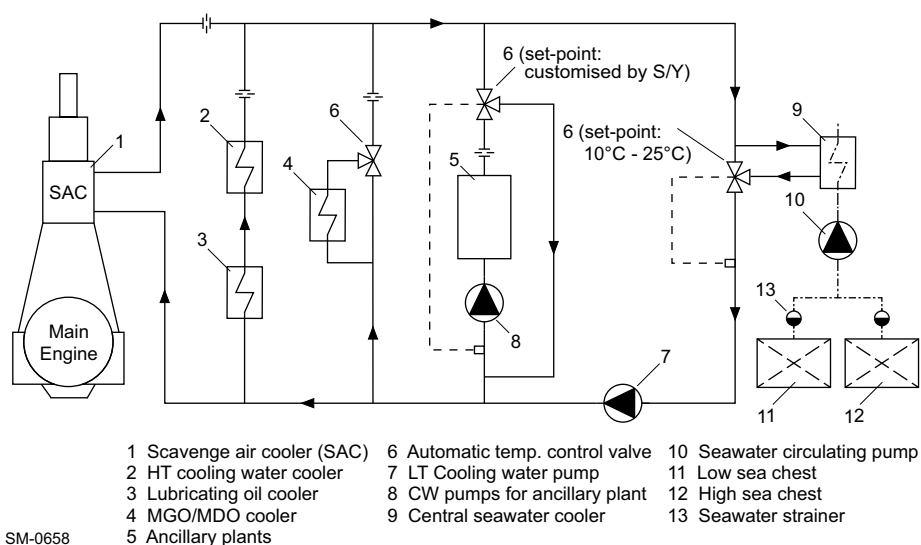 6 (set-point:
customised by S/Y)
6 (set-point:
10°C - 25°C)
1
2
6
4
5
9
SAC
10
3
13
Main
Engine
8
7
11
12
1 Scavenge air cooler (SAC)
2 HT cooling water cooler
3 Lubricating oil cooler
4 MGO/MDO cooler
5 Ancillary plants
6 Automatic temp. control valve
7 LT Cooling water pump
8 CW pumps for ancillary plant
9 Central seawater cooler
10 Seawater circulating pump
11 Low sea chest
12 High sea chest
13 Seawater strainer
SM-0658